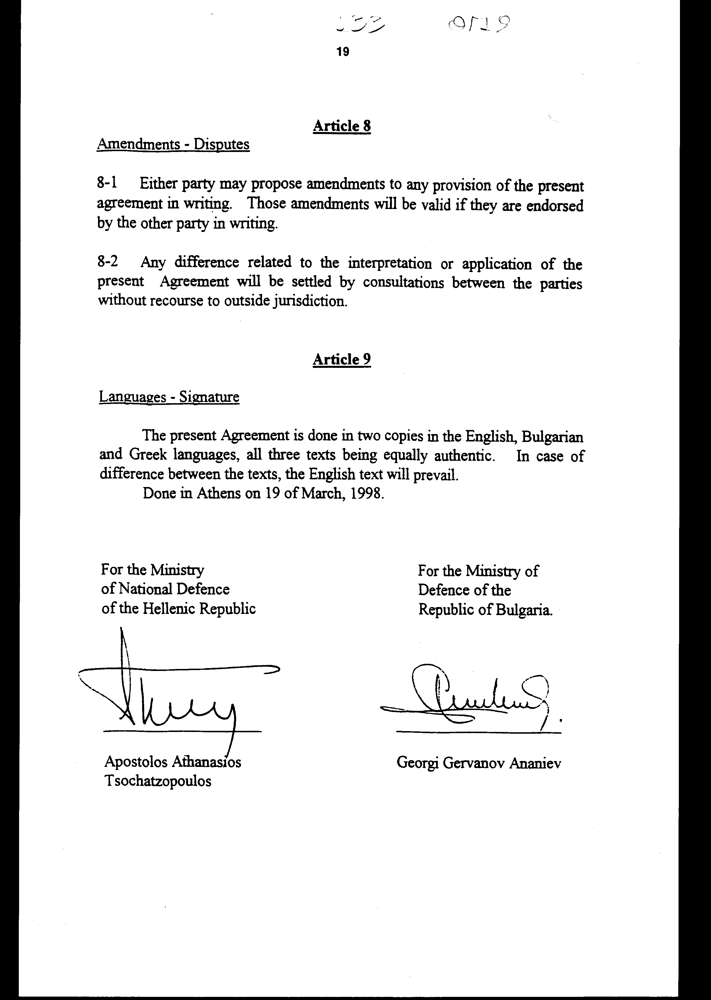 19
Article 8
Amendments - Disputes
8-1 Either party may propose amendments to any provision of the present
agreement in writing. Those amendments will be valid if they are endorsed
by the other party in writing.
8-2 Any difference related to the interpretation or application of the
present Agreement will be settled by consultations between the parties
without recourse to outside jurisdiction.
Article 9
Languages - Signature
The present Agreement is done in two copies in the English, Bulgarian
and Greek languages, all three texts being equally authentic. In case of
difference between the texts, the English text will prevail.
Done in Athens on 19 of March, 1998.
For the Ministry
of National Defence
of the Hellenic Republic
For the Ministry of
Defence of the
Republic of Bulgaria.
Apostolos Athanasios
Tsochatzopoulos
Georgi Gervanov Ananiev